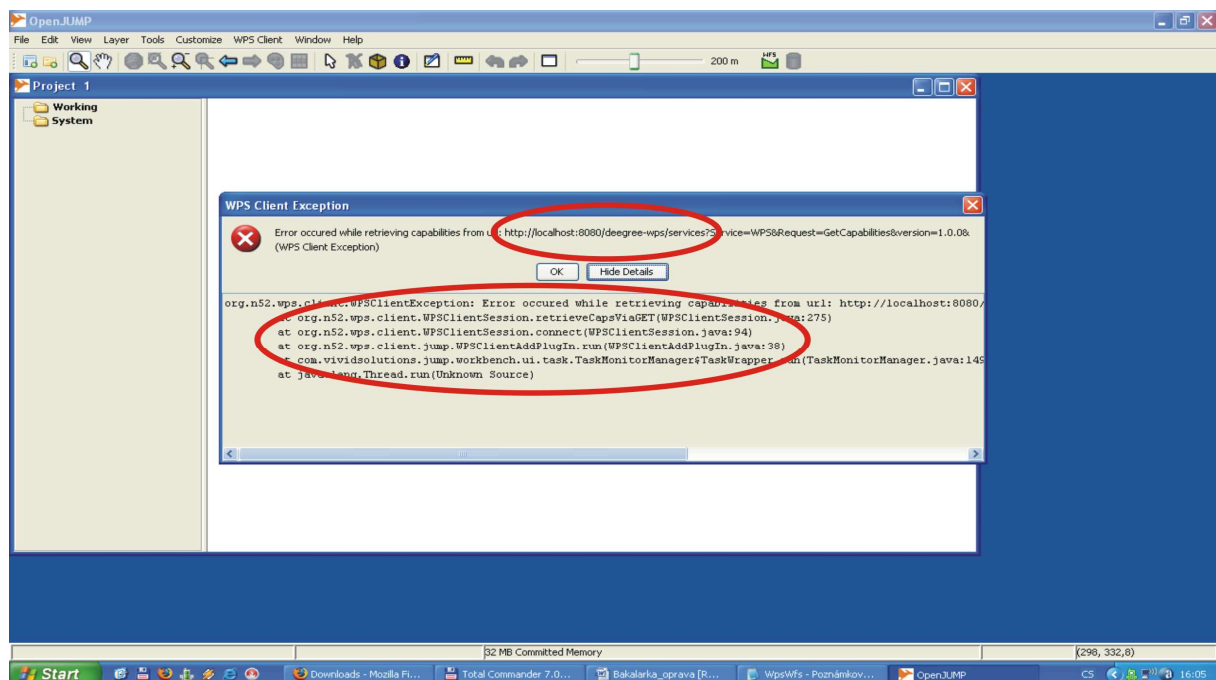 OpenJUMP
File Edit View Layer Tools Customize WPS Client Window Help
200 m WFS
Project 1
Working
System
WPS Client Exception
Error occured while retrieving capabilities from url: http://localhost:8080/deegree-wps/services?Service=WPS&Request=GetCapabilities&version=1.0.0&
(WPS Client Exception)
OK Hide Details
org.n52.wps.client.WPSClientException: Error occured while retrieving capabilities from url: http://localhost:8080/
at org.n52.wps.client.WPSClientSession.retrieveCapsViaGET(WPSClientSession.java:275)
at org.n52.wps.client.WPSClientSession.connect(WPSClientSession.java:94)
at org.n52.wps.client.jump.WPSClientAddPlugIn.run(WPSClientAddPlugIn.java:38)
at com.vividsolutions.jump.workbench.ui.task.TaskMonitorManager$TaskWrapper.run(TaskMonitorManager.java:149
at java.lang.Thread.run(Unknown Source)
32 MB Committed Memory (298, 332,8)
Start Downloads - Mozilla Fi... Total Commander 7.0... Bakalarka_oprava [R... WpsWfs - Poznámkov... OpenJUMP CS 16:05